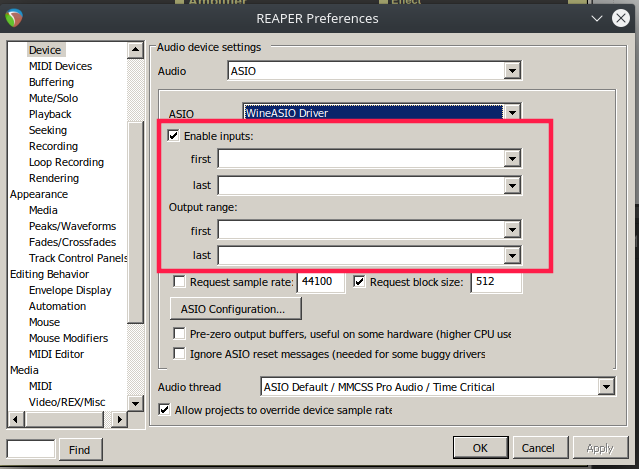 Amplifier
Effect
REAPER Preferences
Device
MIDI Devices
Buffering
Mute/Solo
Playback
Seeking
Recording
Loop Recording
Rendering
Appearance
Media
Peaks/Waveforms
Fades/Crossfades
Track Control Panels
Editing Behavior
Envelope Display
Automation
Mouse
Mouse Modifiers
MIDI Editor
Media
MIDI
Video/REX/Misc
Find
Audio device settings
Audio
ASIO
ASIO
WineASIO Driver
Enable inputs:
first
last
Output range:
first
last
Request sample rate:
44100
Request block size:
512
ASIO Configuration...
Pre-zero output buffers, useful on some hardware (higher CPU use
Ignore ASIO reset messages (needed for some buggy drivers
Audio thread
ASIO Default / MMCSS Pro Audio / Time Critical
Allow projects to override device sample rate
OK
Cancel
Apply